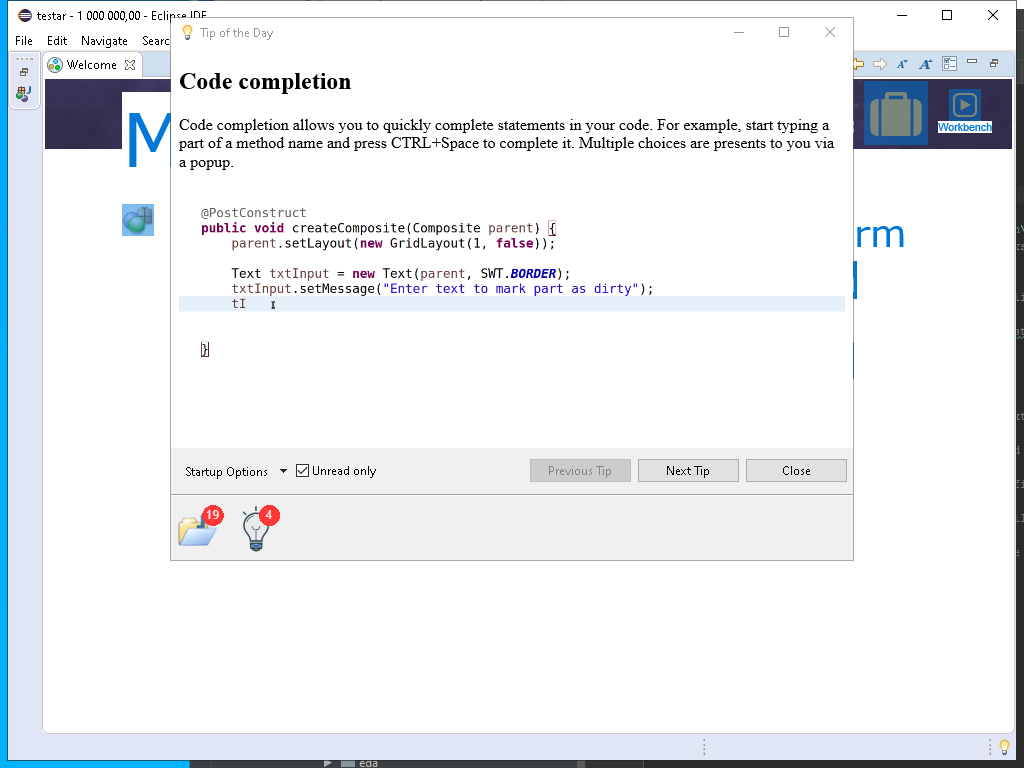 testar - 1 000 000,00 - Eclipse IDE
File Edit Navigate Searc
Tip of the Day
Welcome
Code completion
Code completion allows you to quickly complete statements in your code. For example, start typing a
part of a method name and press CTRL+Space to complete it. Multiple choices are presents to you via
a popup.
M
Workbench
rm
@PostConstruct
public void createComposite(Composite parent) {
parent.setLayout(new GridLayout(1, false));
Text txtInput = new Text(parent, SWT.BORDER);
txtInput.setMessage("Enter text to mark part as dirty");
tI
}
Startup Options Unread only Previous Tip Next Tip Close
19 4
eda